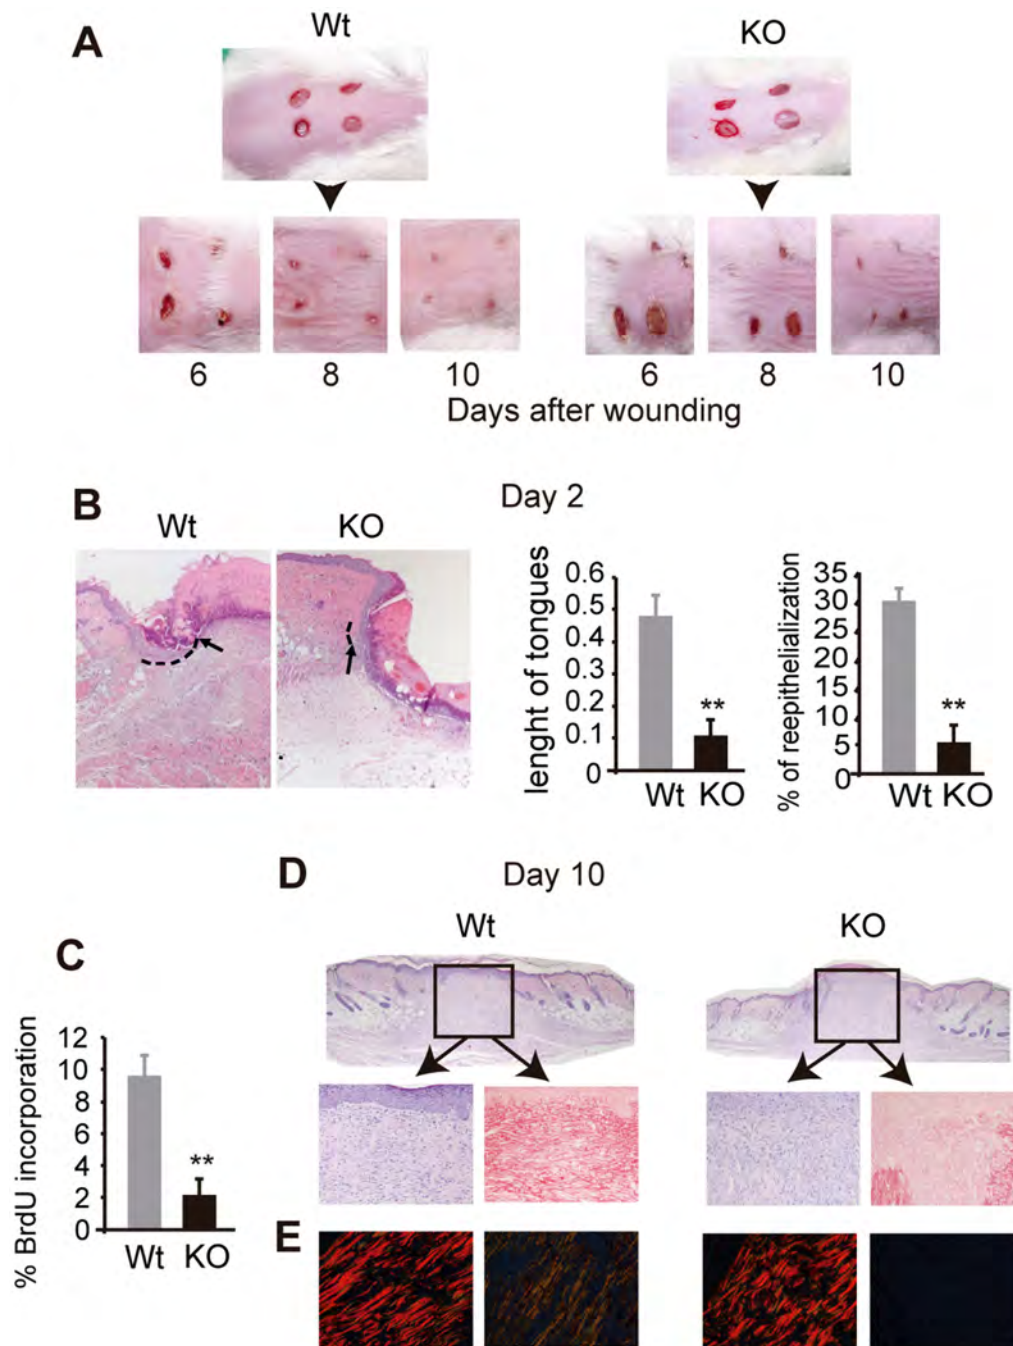 A
Wt
KO
6
8
10
6
8
10
Days after wounding
B
Wt
KO
Day 2
lenght of tongues
0.6
0.5
0.4
0.3
0.2
0.1
0
**
Wt KO
% of reepithelialization
35
30
25
20
15
10
5
0
**
Wt KO
C
% BrdU incorporation
12
10
8
6
4
2
0
**
Wt KO
D
Day 10
Wt
KO
E